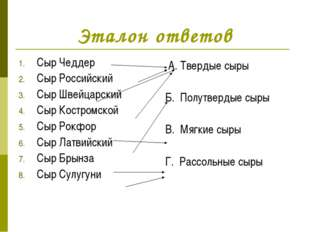 Эталон ответов
1. Сыр Чеддер
2. Сыр Российский
3. Сыр Швейцарский
4. Сыр Костромской
5. Сыр Рокфор
6. Сыр Латвийский
7. Сыр Брынза
8. Сыр Сулугуни
А. Твердые сыры
Б. Полутвердые сыры
В. Мягкие сыры
Г. Рассольные сыры